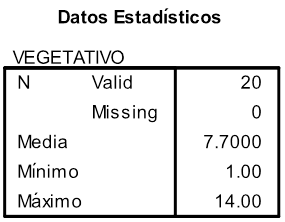 Datos Estadísticos
VEGETATIVO
N Valid 20
Missing 0
Media 7.7000
Mínimo 1.00
Máximo 14.00